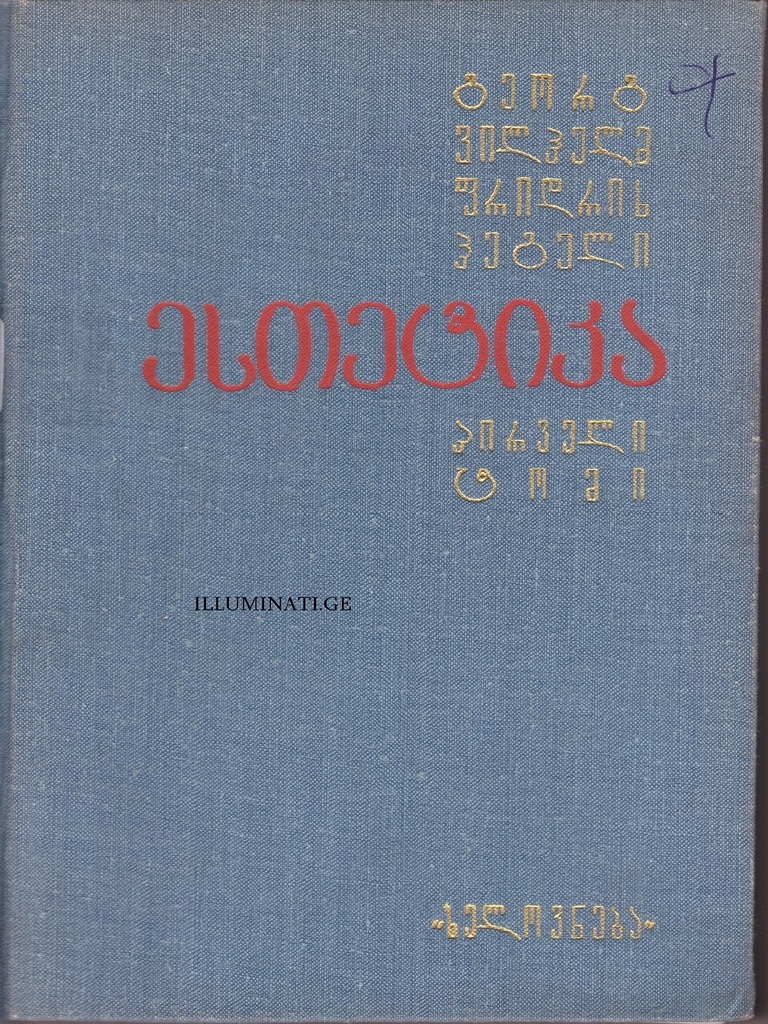 გეორგ
ვილჰელმ
ფრიდრიხ
ჰეგელი
ესთეტიკა
პირველი
ტომი
ILLUMINATI.GE
«ხელოვნება»